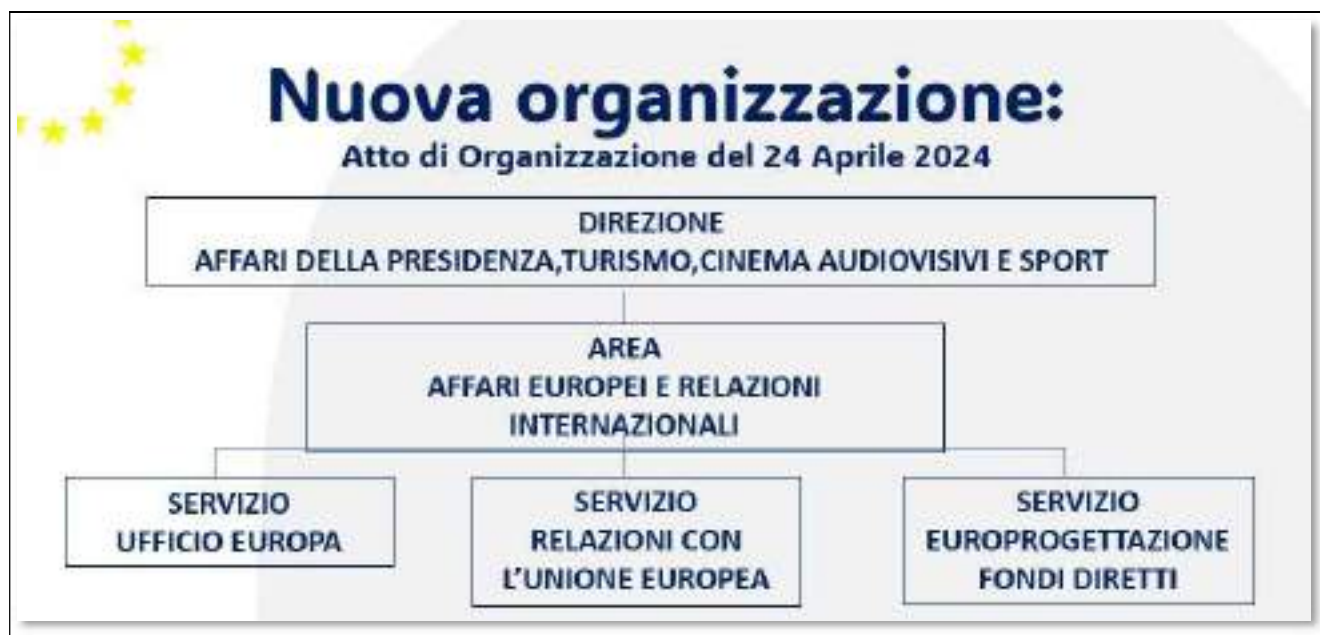 Nuova organizzazione:
Atto di Organizzazione del 24 Aprile 2024
DIREZIONE
AFFARI DELLA PRESIDENZA,TURISMO,CINEMA AUDIOVISIVI E SPORT
AREA
AFFARI EUROPEI E RELAZIONI
INTERNAZIONALI
SERVIZIO
UFFICIO EUROPA
SERVIZIO
RELAZIONI CON
L'UNIONE EUROPEA
SERVIZIO
EUROPROGETTAZIONE
FONDI DIRETTI